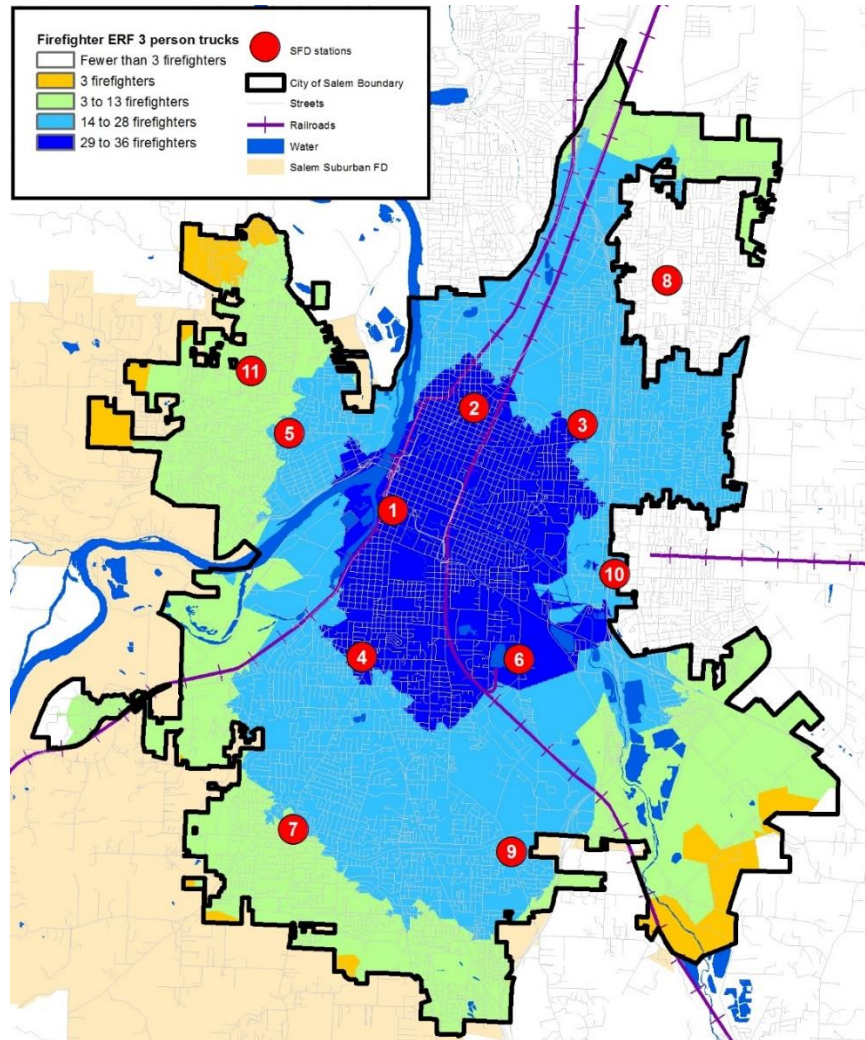 Firefighter ERF 3 person trucks
Fewer than 3 firefighters
3 firefighters
3 to 13 firefighters
14 to 28 firefighters
29 to 36 firefighters
SFD stations
City of Salem Boundary
Streets
Railroads
Water
Salem Suburban FD
8
11
2
3
5
1
10
4
6
7
9